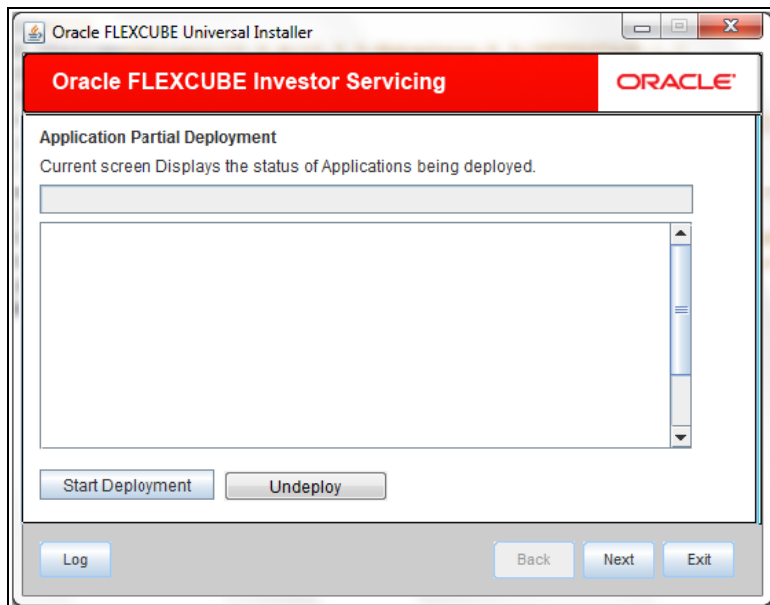 Oracle FLEXCUBE Universal Installer
Oracle FLEXCUBE Investor Servicing
ORACLE
Application Partial Deployment
Current screen Displays the status of Applications being deployed.
Start Deployment Undeploy
Log Back Next Exit